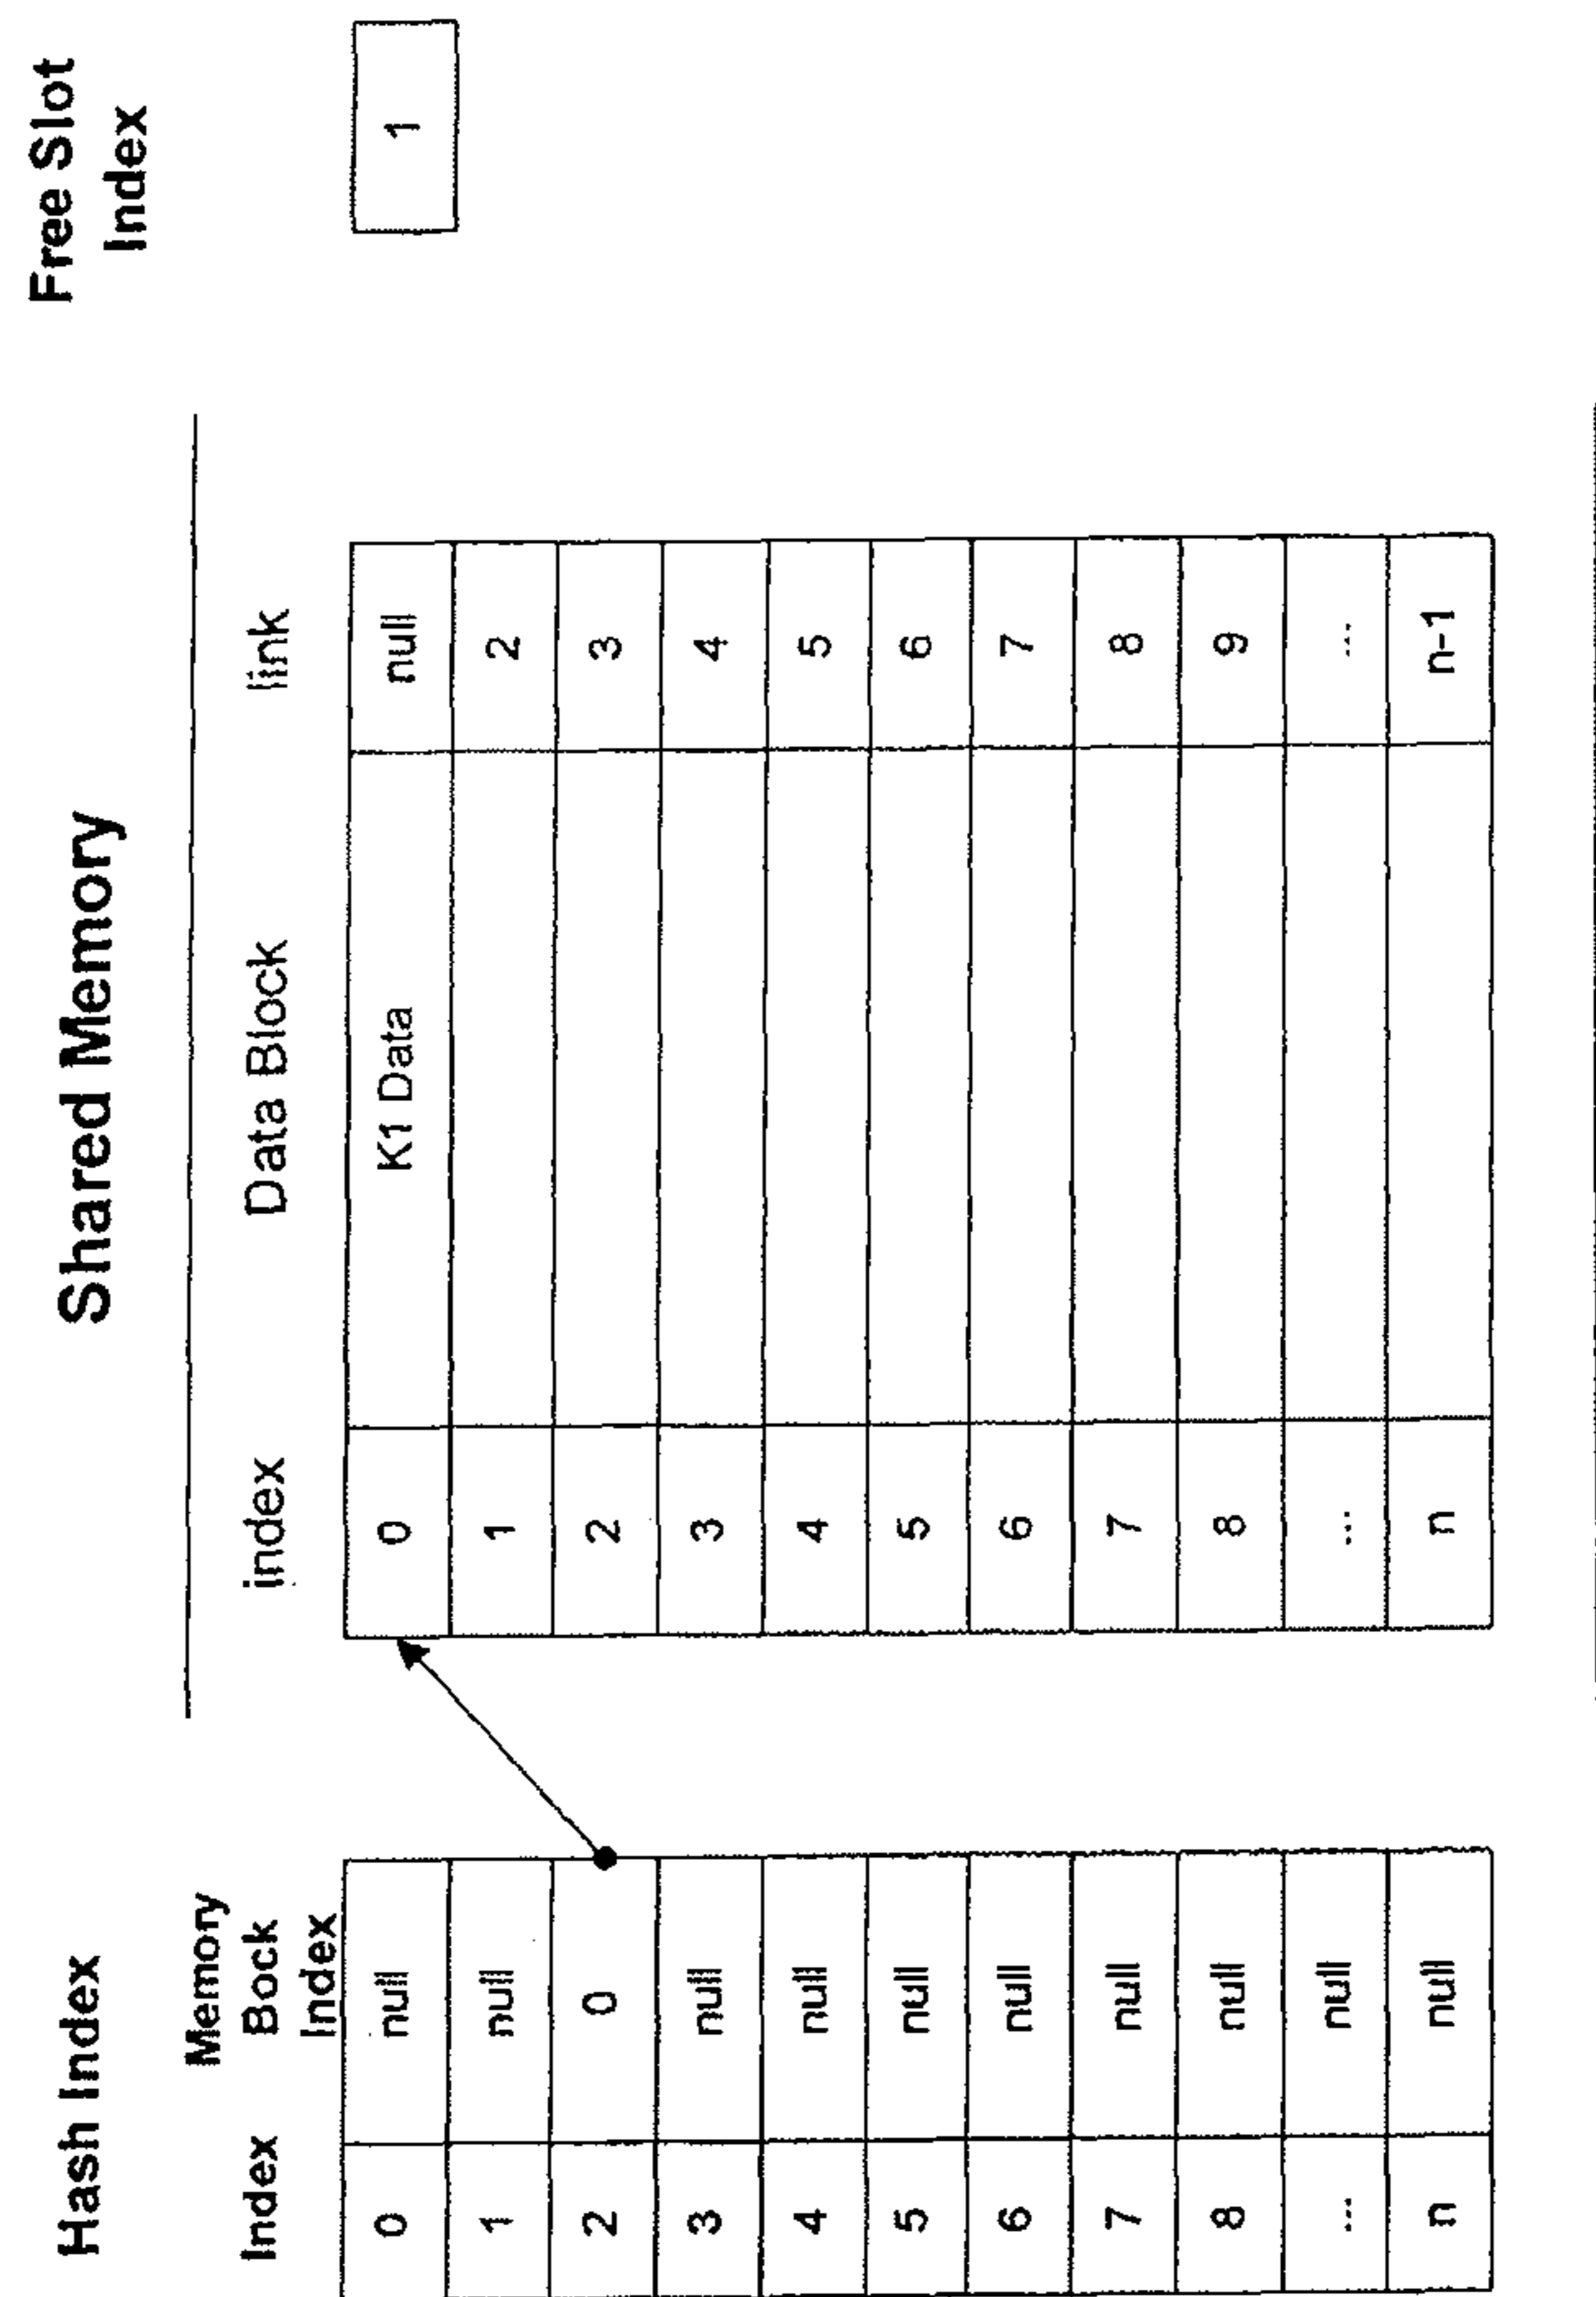 Hash Index
Shared Memory
Free Slot
Index
Index
Memory
Bock
Index
index
Data Block
link
0 null
0 K1 Data null
1
1 null
1 2
2 0
2 3
3 null
3 4
4 null
4 5
5 null
5 6
6 null
6 7
7 null
7 8
8 null
8 9
... null
... ...
n null
n n-1